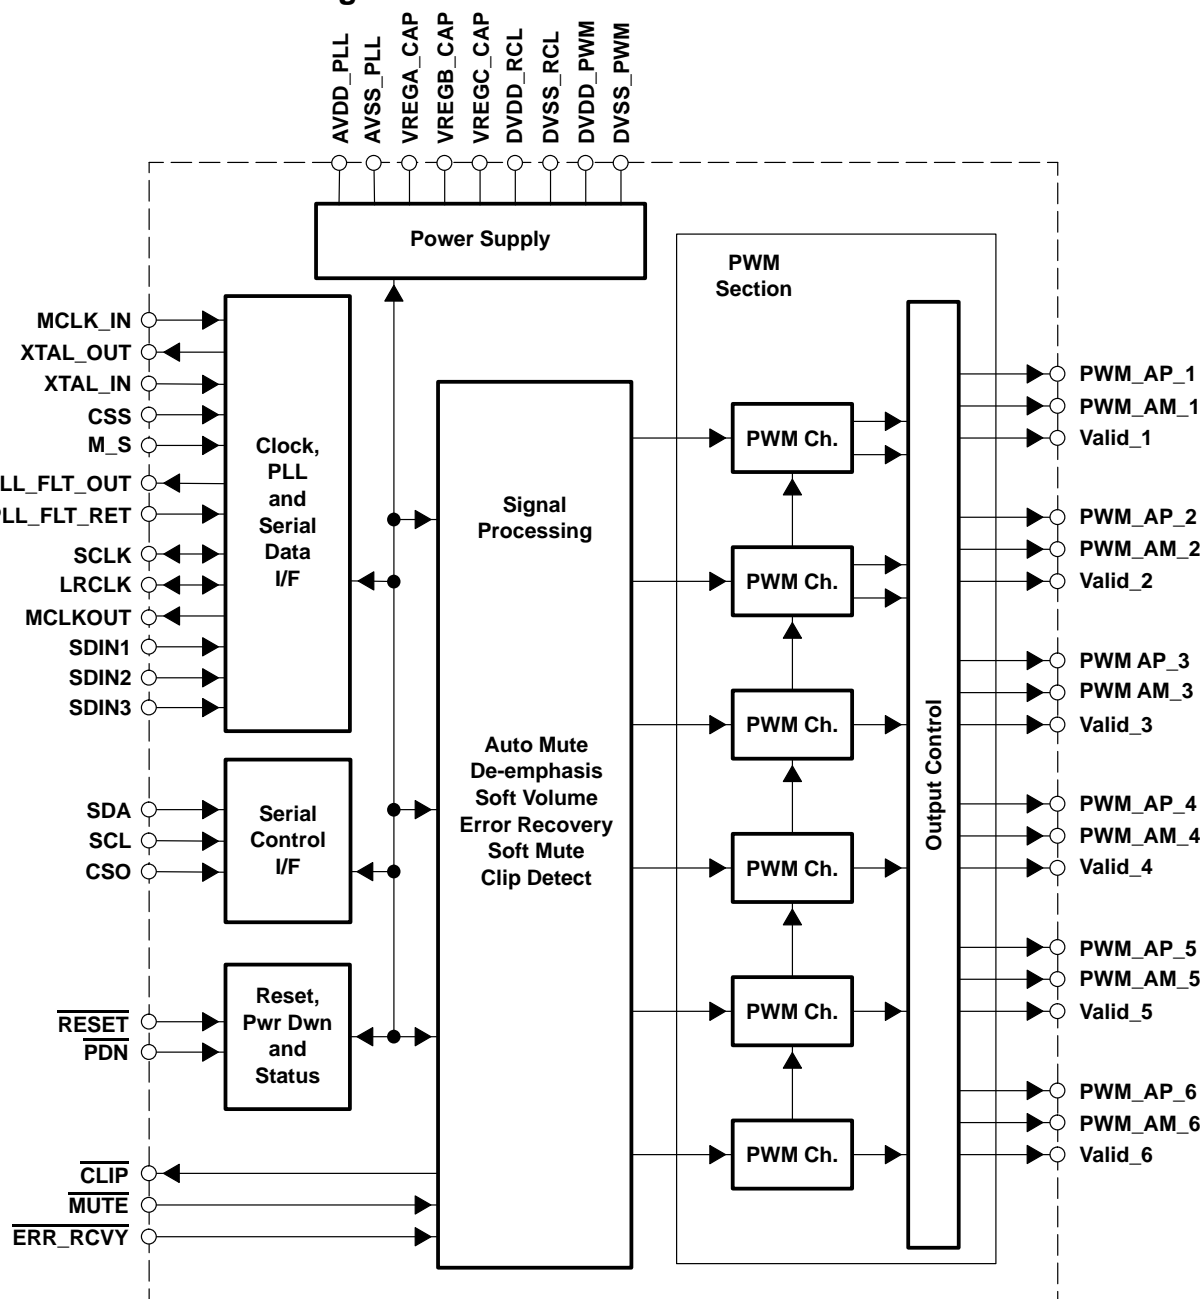 AVDD_PLL
AVSS_PLL
VREGA_CAP
VREGB_CAP
VREGC_CAP
DVDD_RCL
DVSS_RCL
DVDD_PWM
DVSS_PWM
Power Supply
PWM
Section
MCLK_IN
XTAL_OUT
XTAL_IN
CSS
M_S
LL_FLT_OUT
PLL_FLT_RET
SCLK
LRCLK
MCLKOUT
SDIN1
SDIN2
SDIN3
Clock,
PLL
and
Serial
Data
I/F
SDA
SCL
CSO
Serial
Control
I/F
RESET
PDN
Reset,
Pwr Dwn
and
Status
CLIP
MUTE
ERR_RCVY
Signal
Processing
Auto Mute
De-emphasis
Soft Volume
Error Recovery
Soft Mute
Clip Detect
PWM Ch.
PWM Ch.
PWM Ch.
PWM Ch.
PWM Ch.
PWM Ch.
Output Control
PWM_AP_1
PWM_AM_1
Valid_1
PWM_AP_2
PWM_AM_2
Valid_2
PWM AP_3
PWM AM_3
Valid_3
PWM_AP_4
PWM_AM_4
Valid_4
PWM_AP_5
PWM_AM_5
Valid_5
PWM_AP_6
PWM_AM_6
Valid_6